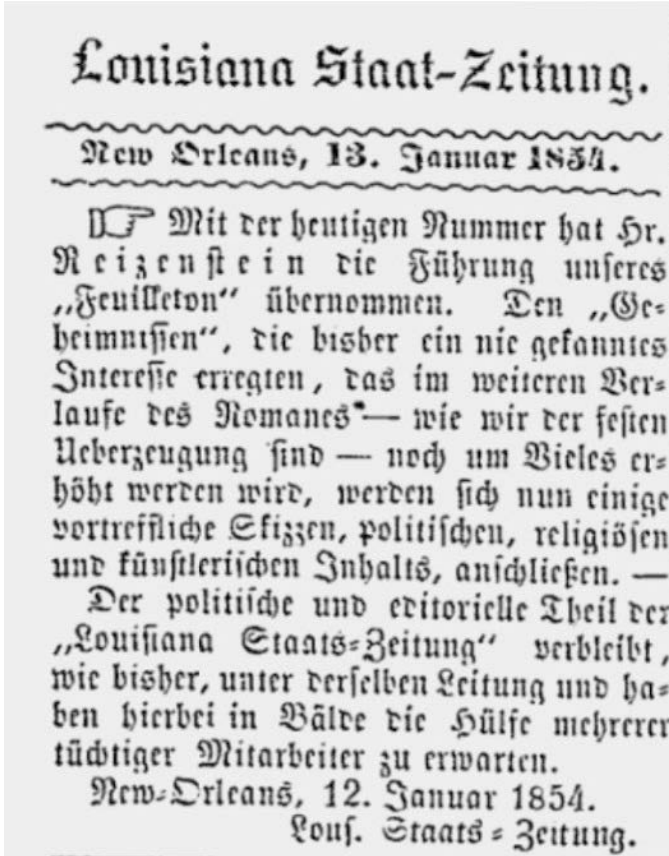 Louisiana Staat-Zeitung.
New Orleans, 13. Januar 1854.
☞ Mit der heutigen Nummer hat Hr.
Reizenstein die Führung unseres
„Feuilleton“ übernommen. Den „Ge-
heimnissen“, die bisher ein nie gekanntes
Interesse erregten, das im weiteren Ver-
laufe des Romanes — wie wir der festen
Ueberzeugung sind — noch um Vieles er-
höht werden wird, werden sich nun einige
vortreffliche Skizzen, politischen, religiösen
und künstlerischen Inhalts, anschließen. —
Der politische und editorielle Theil der
„Louisiana Staats-Zeitung“ verbleibt,
wie bisher, unter derselben Leitung und ha-
ben hierbei in Bälde die Hülfe mehrerer
tüchtiger Mitarbeiter zu erwarten.
New-Orleans, 12. Januar 1854.
Louis. Staats-Zeitung.